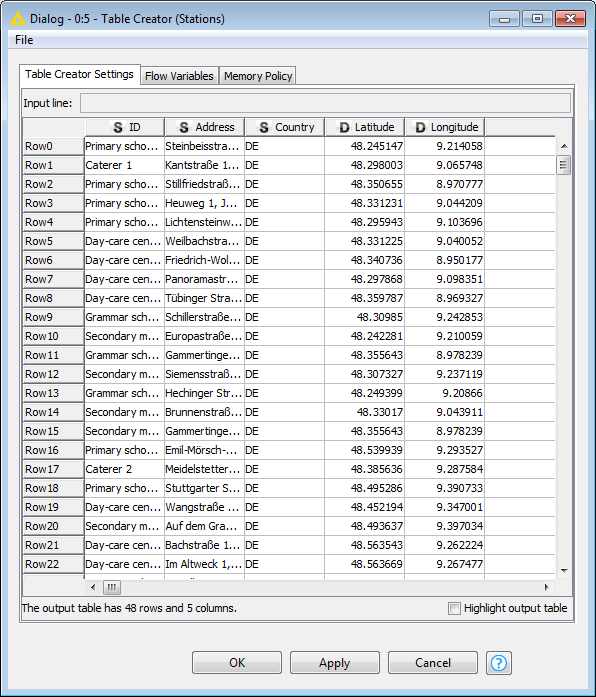 Dialog - 0:5 - Table Creator (Stations)
File
Table Creator Settings Flow Variables Memory Policy
Input line:
S ID S Address S Country D Latitude D Longitude
Row0 Primary scho... Steinbeisstra... DE 48.245147 9.214058
Row1 Caterer 1 Kantstraße 1... DE 48.298003 9.065748
Row2 Primary scho... Stillfriedstraß... DE 48.350655 8.970777
Row3 Primary scho... Heuweg 1, J... DE 48.331231 9.044209
Row4 Primary scho... Lichtensteinw... DE 48.295943 9.103696
Row5 Day-care cen... Weilbachstra... DE 48.331225 9.040052
Row6 Day-care cen... Friedrich-Wol... DE 48.340736 8.950177
Row7 Day-care cen... Panoramastr... DE 48.297868 9.098351
Row8 Day-care cen... Tübinger Stra... DE 48.359787 8.969327
Row9 Grammar sch... Schillerstraße... DE 48.30985 9.242853
Row10 Secondary m... Europastraße... DE 48.242281 9.210059
Row11 Grammar sch... Gammertinge... DE 48.355643 8.978239
Row12 Secondary m... Siemensstraß... DE 48.307327 9.237119
Row13 Grammar sch... Hechinger Str... DE 48.249399 9.20866
Row14 Secondary m... Brunnenstraß... DE 48.33017 9.043911
Row15 Secondary m... Gammertinge... DE 48.355643 8.978239
Row16 Primary scho... Emil-Mörsch-... DE 48.539939 9.293527
Row17 Caterer 2 Meidelstetter... DE 48.385636 9.287584
Row18 Primary scho... Stuttgarter S... DE 48.495286 9.390733
Row19 Day-care cen... Wangstraße ... DE 48.452194 9.347001
Row20 Secondary m... Auf dem Gra... DE 48.493637 9.397034
Row21 Day-care cen... Bachstraße 1... DE 48.563543 9.262224
Row22 Day-care cen... Im Altweck 1,... DE 48.563669 9.267477
The output table has 48 rows and 5 columns. Highlight output table
OK Apply Cancel ?